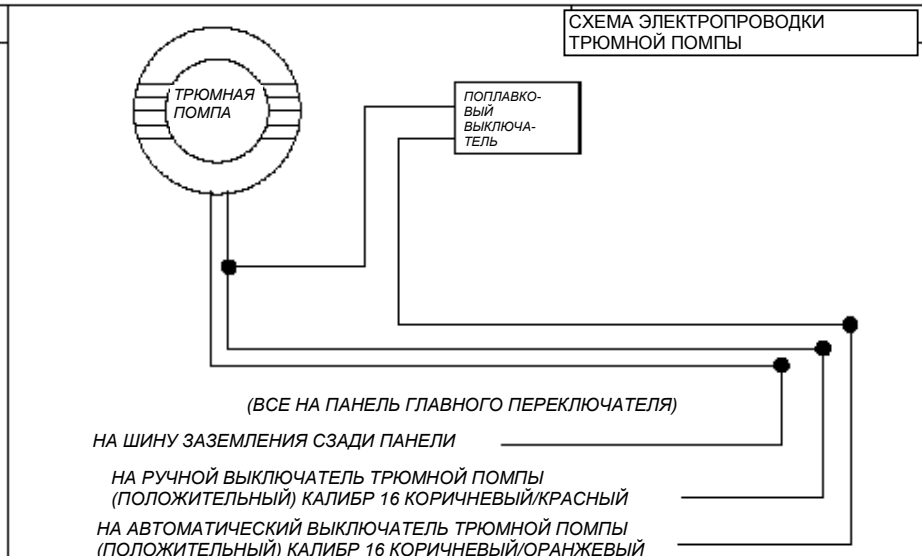 СХЕМА ЭЛЕКТРОПРОВОДКИ
ТРЮМНОЙ ПОМПЫ
ТРЮМНАЯ
ПОМПА
ПОПЛАВКО-
ВЫЙ
ВЫКЛЮЧА-
ТЕЛЬ
(ВСЕ НА ПАНЕЛЬ ГЛАВНОГО ПЕРЕКЛЮЧАТЕЛЯ)
НА ШИНУ ЗАЗЕМЛЕНИЯ СЗАДИ ПАНЕЛИ
НА РУЧНОЙ ВЫКЛЮЧАТЕЛЬ ТРЮМНОЙ ПОМПЫ
(ПОЛОЖИТЕЛЬНЫЙ) КАЛИБР 16 КОРИЧНЕВЫЙ/КРАСНЫЙ
НА АВТОМАТИЧЕСКИЙ ВЫКЛЮЧАТЕЛЬ ТРЮМНОЙ ПОМПЫ
(ПОЛОЖИТЕЛЬНЫЙ) КАЛИБР 16 КОРИЧНЕВЫЙ/ОРАНЖЕВЫЙ